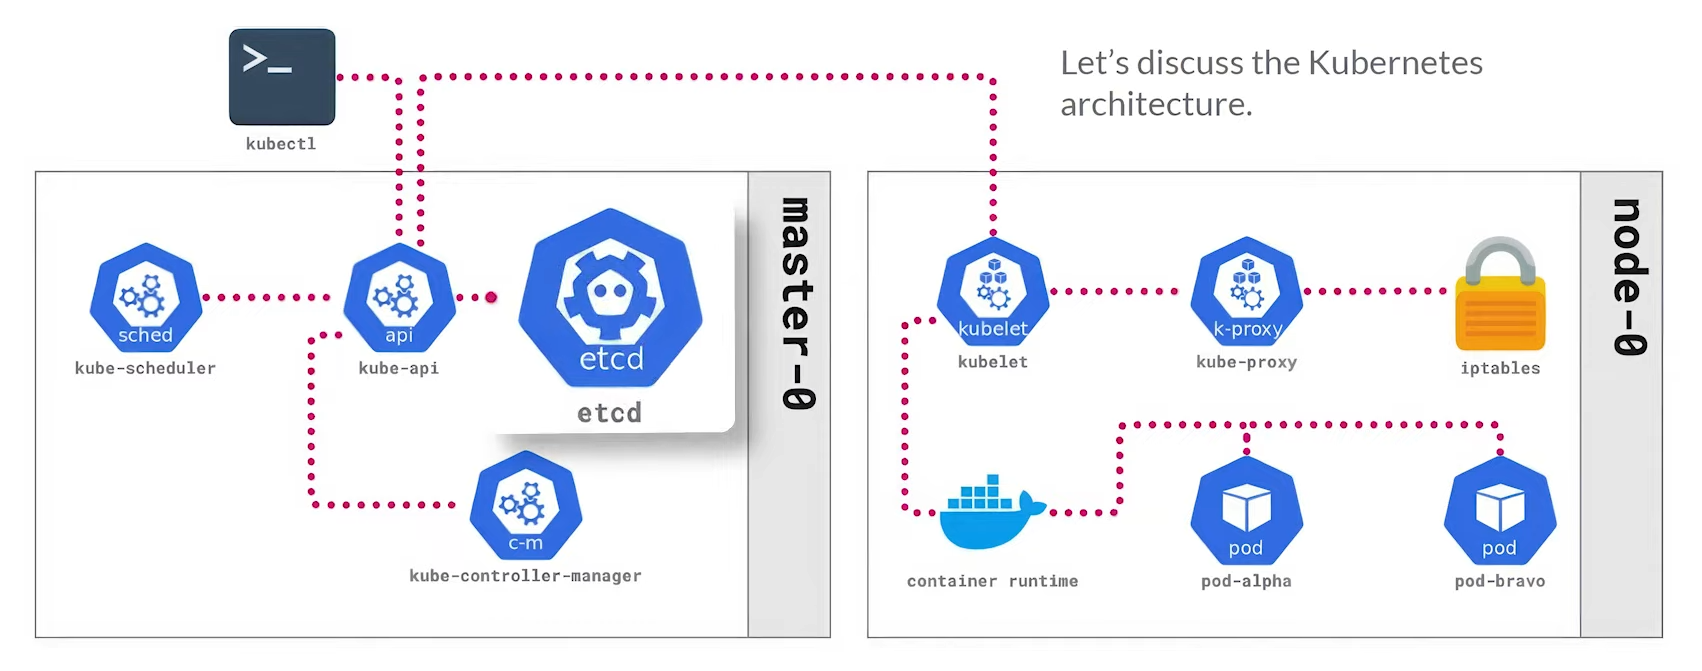 >_
kubectl
Let’s discuss the Kubernetes
architecture.
master-0
sched
kube-scheduler
api
kube-api
etcd
etcd
c-m
kube-controller-manager
node-0
kubelet
kubelet
k-proxy
kube-proxy
iptables
container runtime
pod
pod-alpha
pod
pod-bravo